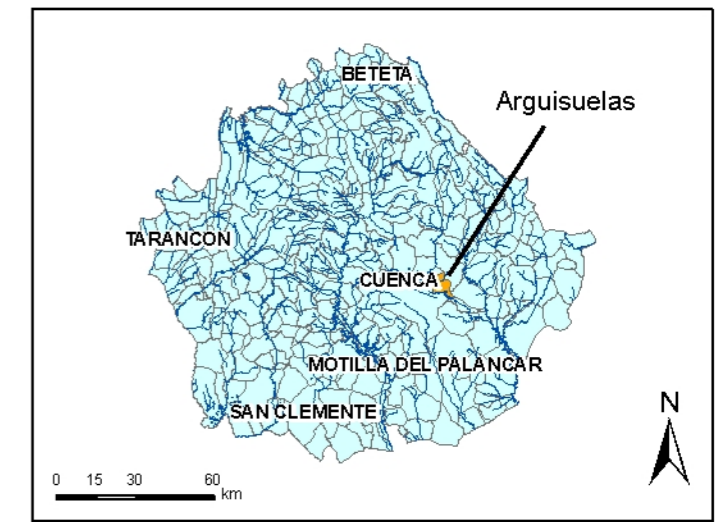 BETETA
Arguisuelas
TARANCON
CUENCA
MOTILLA DEL PALANCAR
SAN CLEMENTE
N
0 15 30 60
km